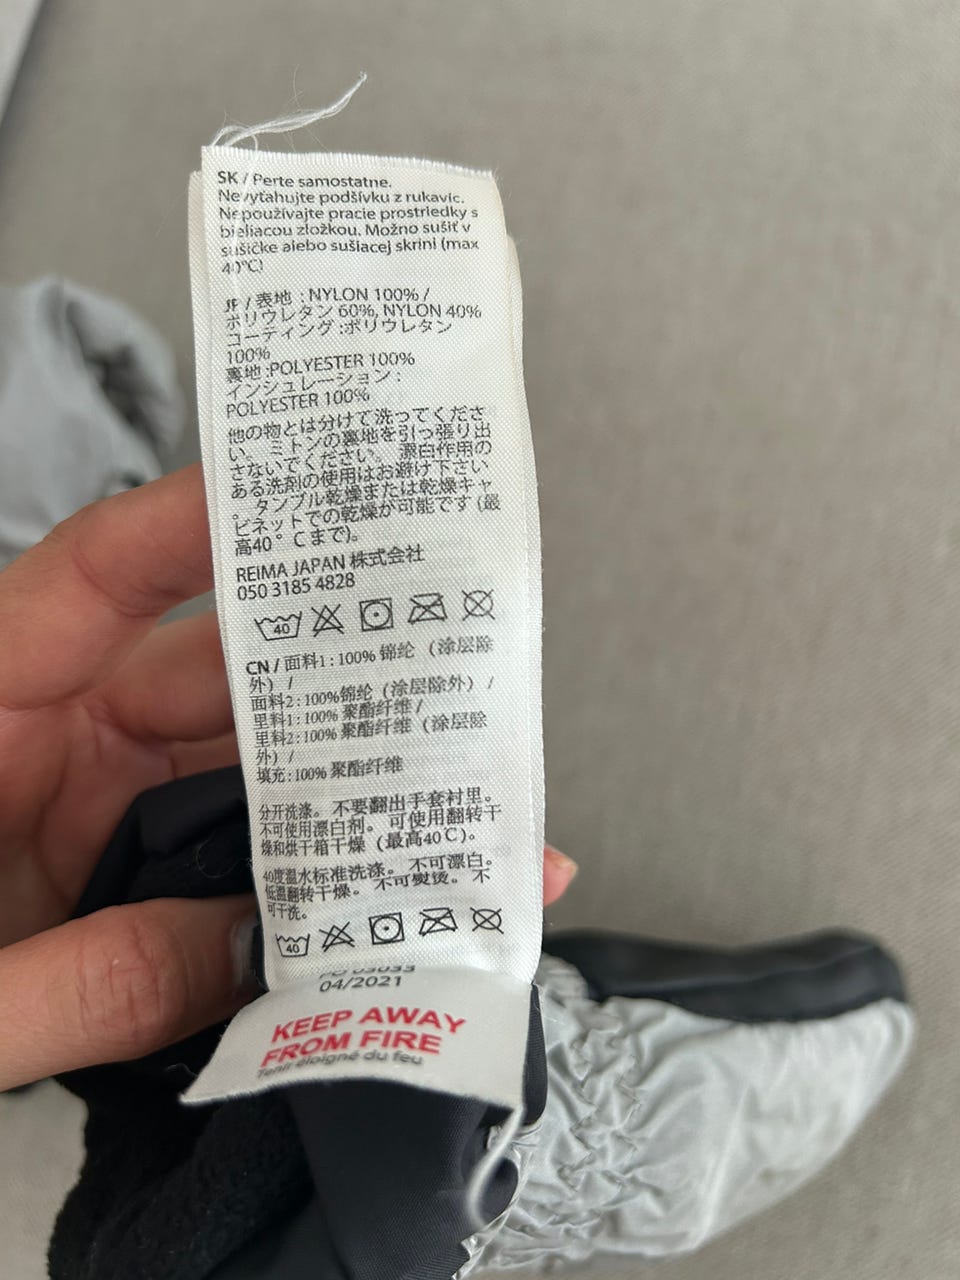 SK / Perte samostatne.
Nevyťahujte podšívku z rukavíc.
Nepoužívajte pracie prostriedky s
bieliacou zložkou. Možno sušiť v
sušičke alebo sušiacej skrini (max
40°C)
JP / 表地 : NYLON 100% /
ポリウレタン 60%, NYLON 40%
コーティング :ポリウレタン
100%
裏地 :POLYESTER 100%
インシュレーション :
POLYESTER 100%
他の物とは分けて洗ってくださ
い、ミトンの裏地を引っ張り出
さないでください。 漂白作用の
ある洗剤の使用はお避け下さい
。タンブル乾燥または乾燥キャ
ビネットでの乾燥が可能です (最
高40 ° Cまで)。
REIMA JAPAN 株式会社
050 3185 4828
40
CN / 面料1 : 100% 锦纶 (涂层除
外) /
面料2 : 100%锦纶 (涂层除外) /
里料1 : 100% 聚酯纤维 /
里料2 : 100% 聚酯纤维 (涂层除
外) /
填充 : 100% 聚酯纤维
分开洗涤。 不要翻出手套衬里。
不可使用漂白剂。 可使用翻转干
燥和烘干箱干燥 (最高40℃)。
40度温水标准洗涤。 不可漂白。
低温翻转干燥。 不可熨烫。 不
可干洗。
40
04/2021
KEEP AWAY
FROM FIRE
Tenir éloigné du feu